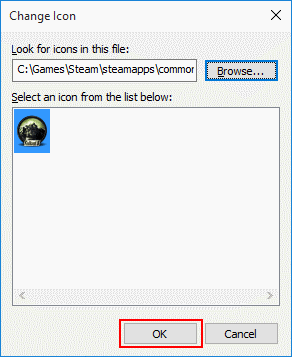 Change Icon
Look for icons in this file:
C:\Games\Steam\steamapps\common
Browse...
Select an icon from the list below:
OK
Cancel